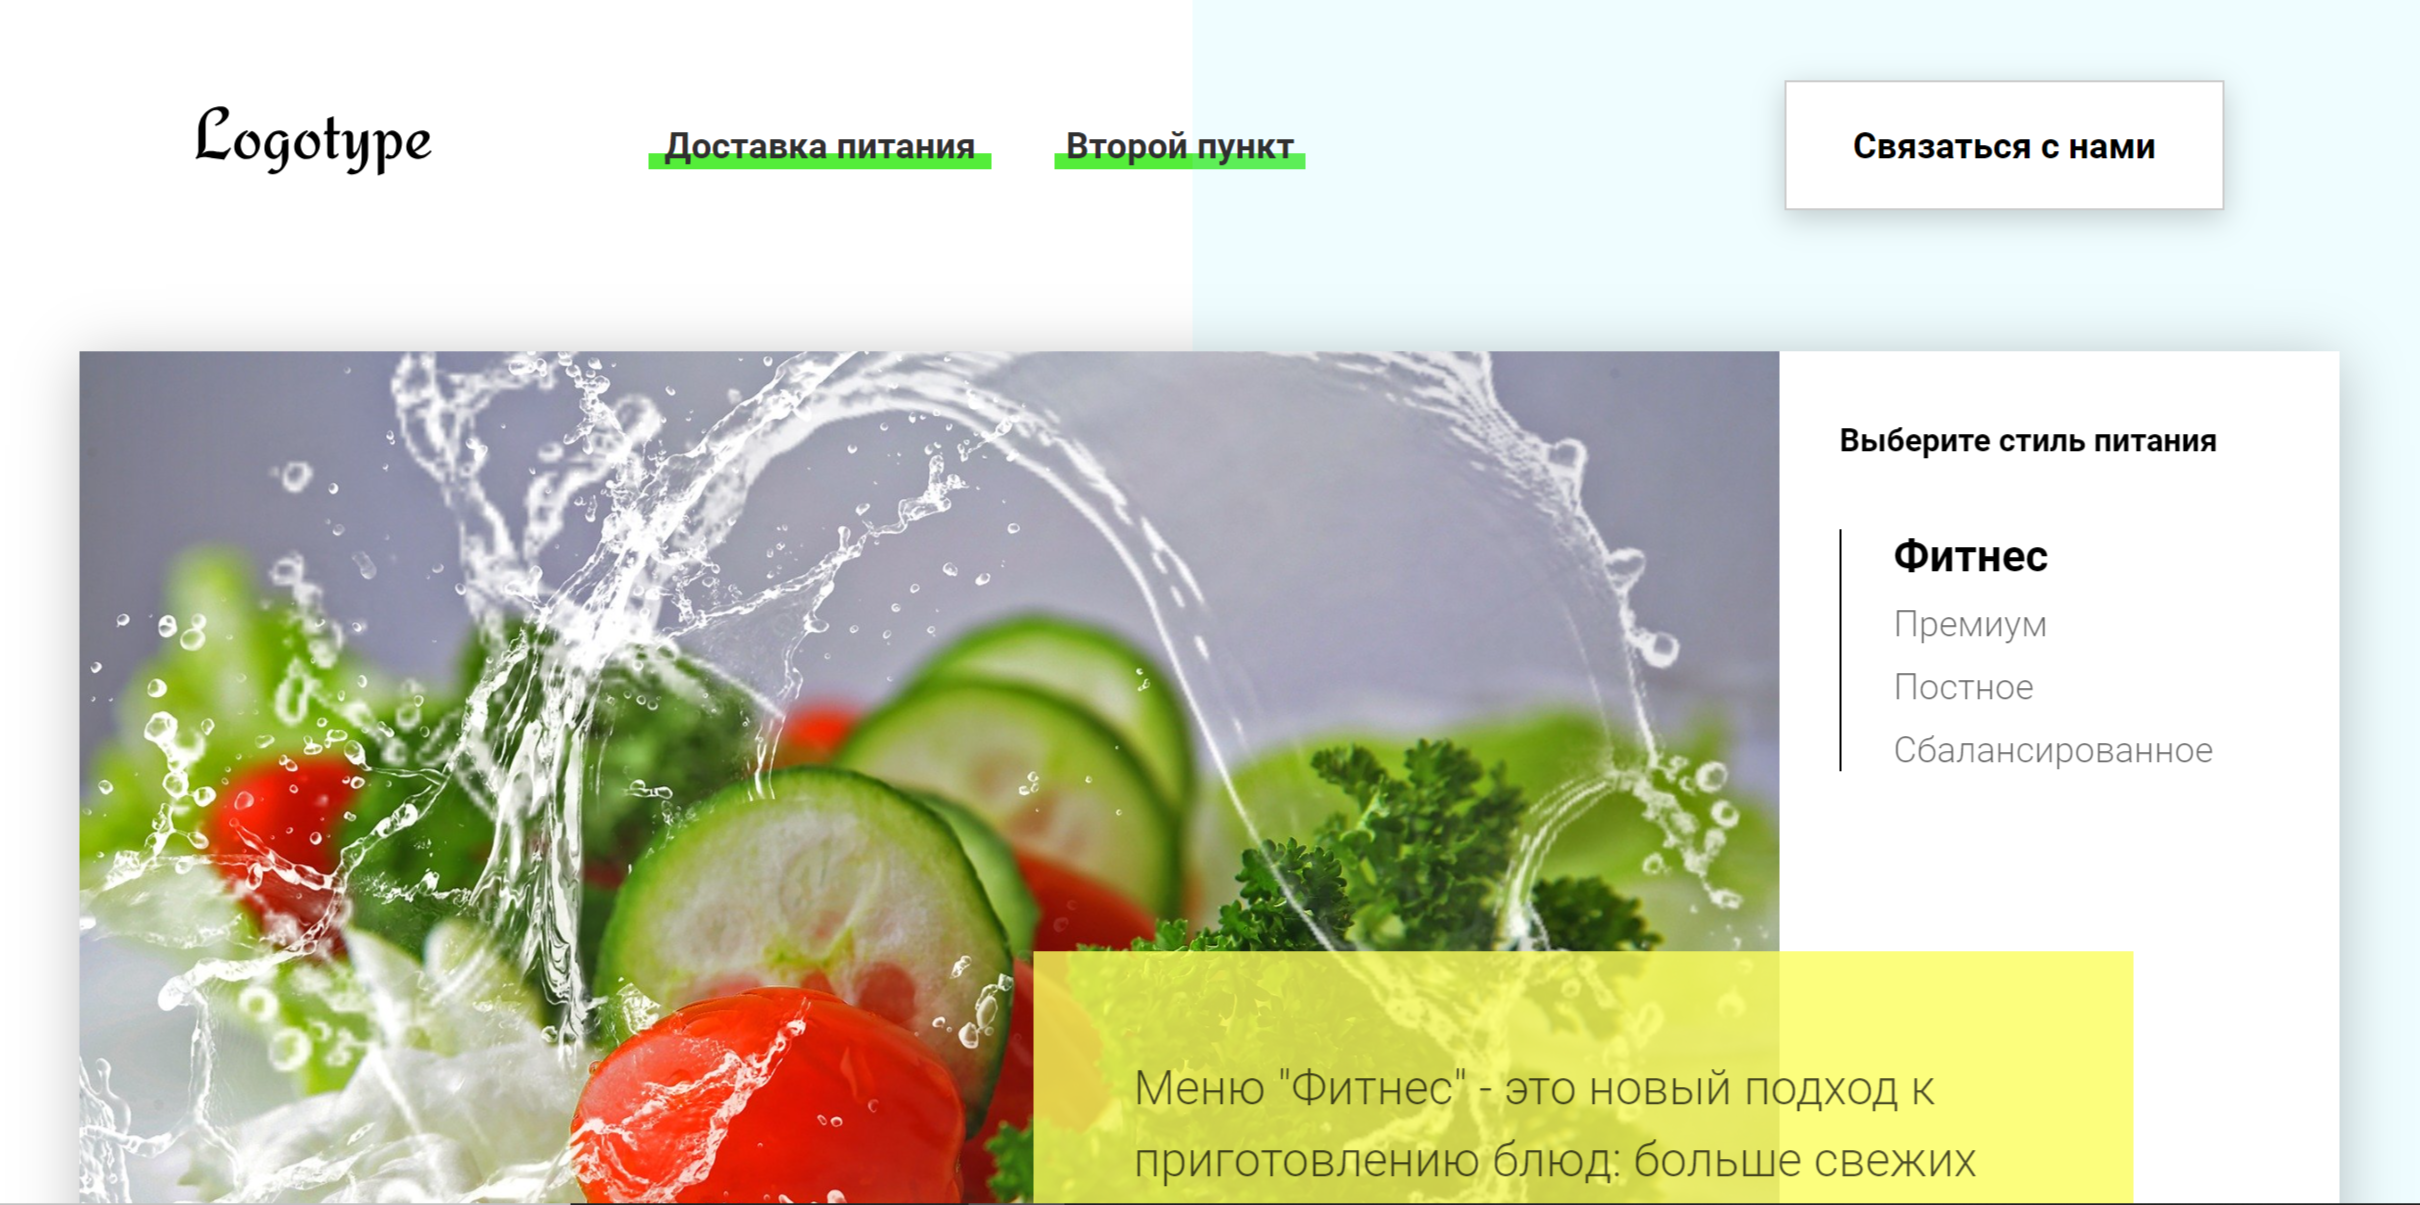 Logotype
Доставка питания
Второй пункт
Связаться с нами
Выберите стиль питания
Фитнес
Премиум
Постное
Сбалансированное
Меню "Фитнес" - это новый подход к
приготовлению блюд: больше свежих